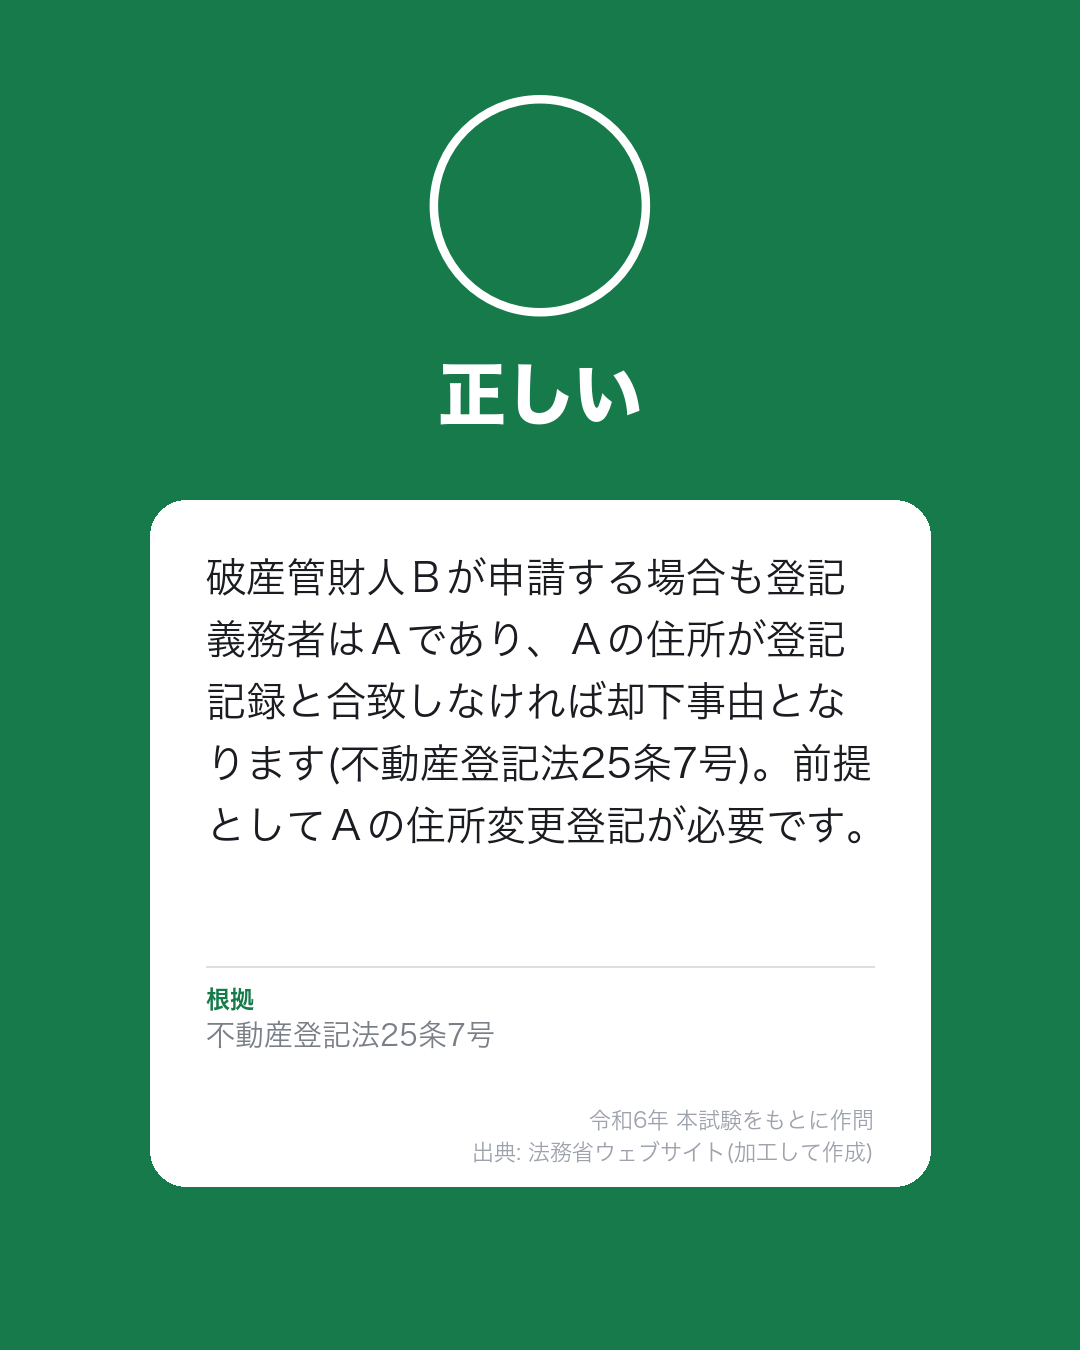 正しい
破産管財人Ｂが申請する場合も登記
義務者はＡであり、Ａの住所が登記
記録と合致しなければ却下事由とな
ります(不動産登記法25条7号)。前提
としてＡの住所変更登記が必要です。
根拠
不動産登記法25条7号
令和6年 本試験をもとに作問
出典: 法務省ウェブサイト(加工して作成)